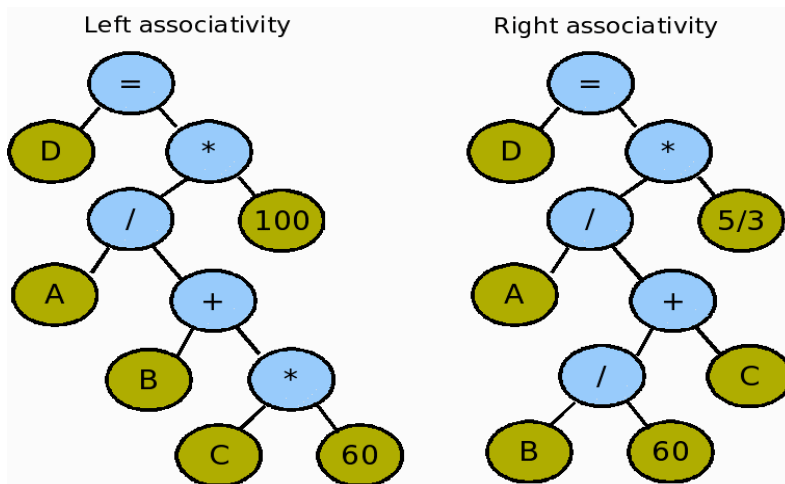 Left associativity Right associativity
= =
D * D *
/ 100 / 5/3
A + A +
B * / C
C 60 B 60